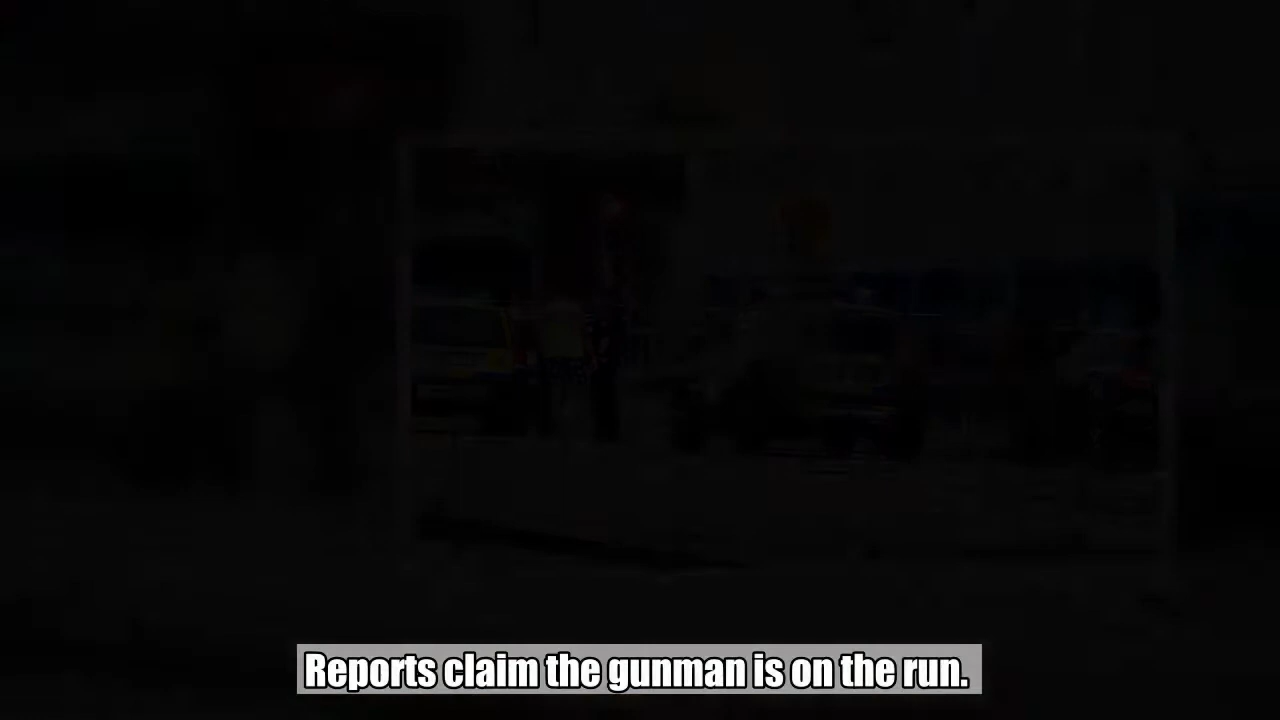 Reports claim the gunman is on the run.